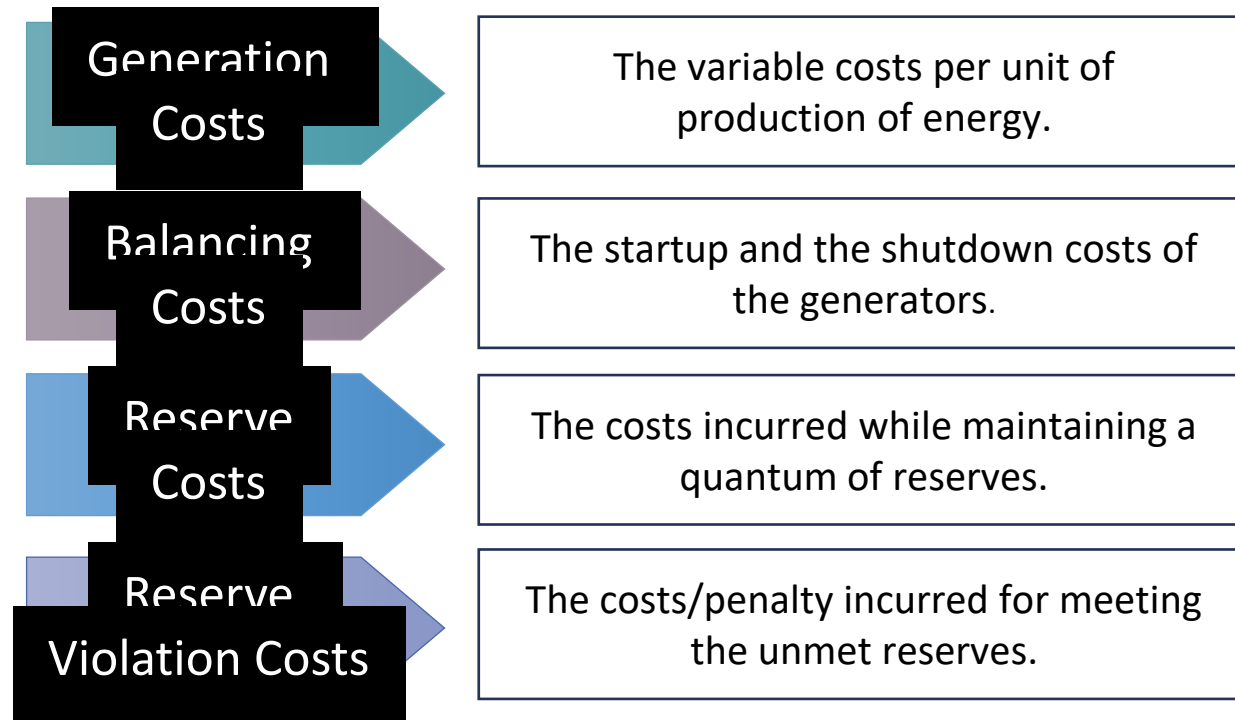 Generation
Costs
The variable costs per unit of
production of energy.
Balancing
Costs
The startup and the shutdown costs of
the generators.
Reserve
Costs
The costs incurred while maintaining a
quantum of reserves.
Reserve
Violation Costs
The costs/penalty incurred for meeting
the unmet reserves.